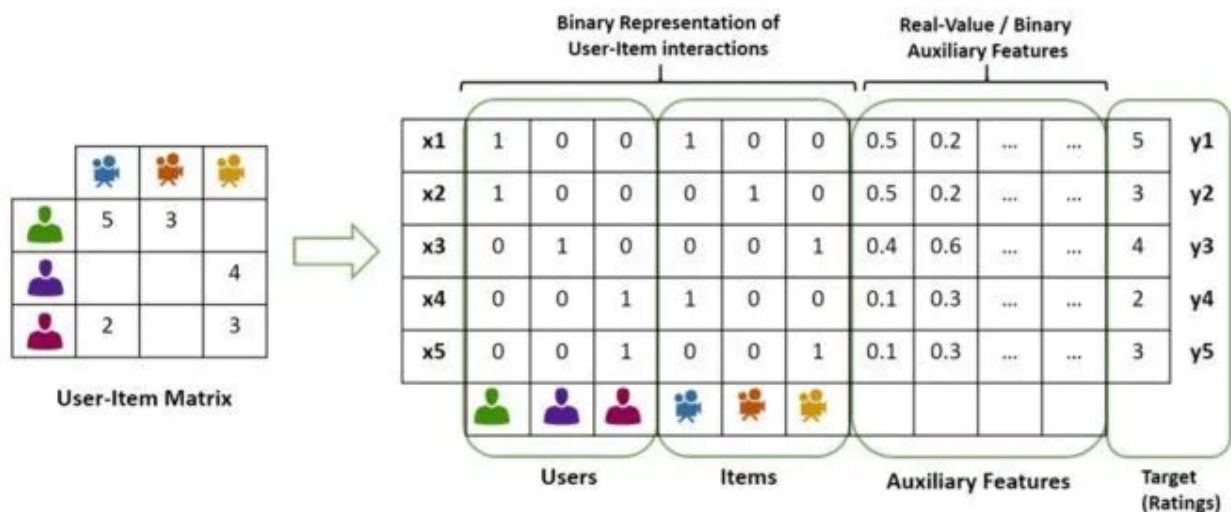 Binary Representation of
User-Item interactions
Real-Value / Binary
Auxiliary Features
5 3
4
2 3
User-Item Matrix
x1 1 0 0 1 0 0 0.5 0.2 ... ... 5 y1
x2 1 0 0 0 1 0 0.5 0.2 ... ... 3 y2
x3 0 1 0 0 0 1 0.4 0.6 ... ... 4 y3
x4 0 0 1 1 0 0 0.1 0.3 ... ... 2 y4
x5 0 0 1 0 0 1 0.1 0.3 ... ... 3 y5
Users
Items
Auxiliary Features
Target
(Ratings)